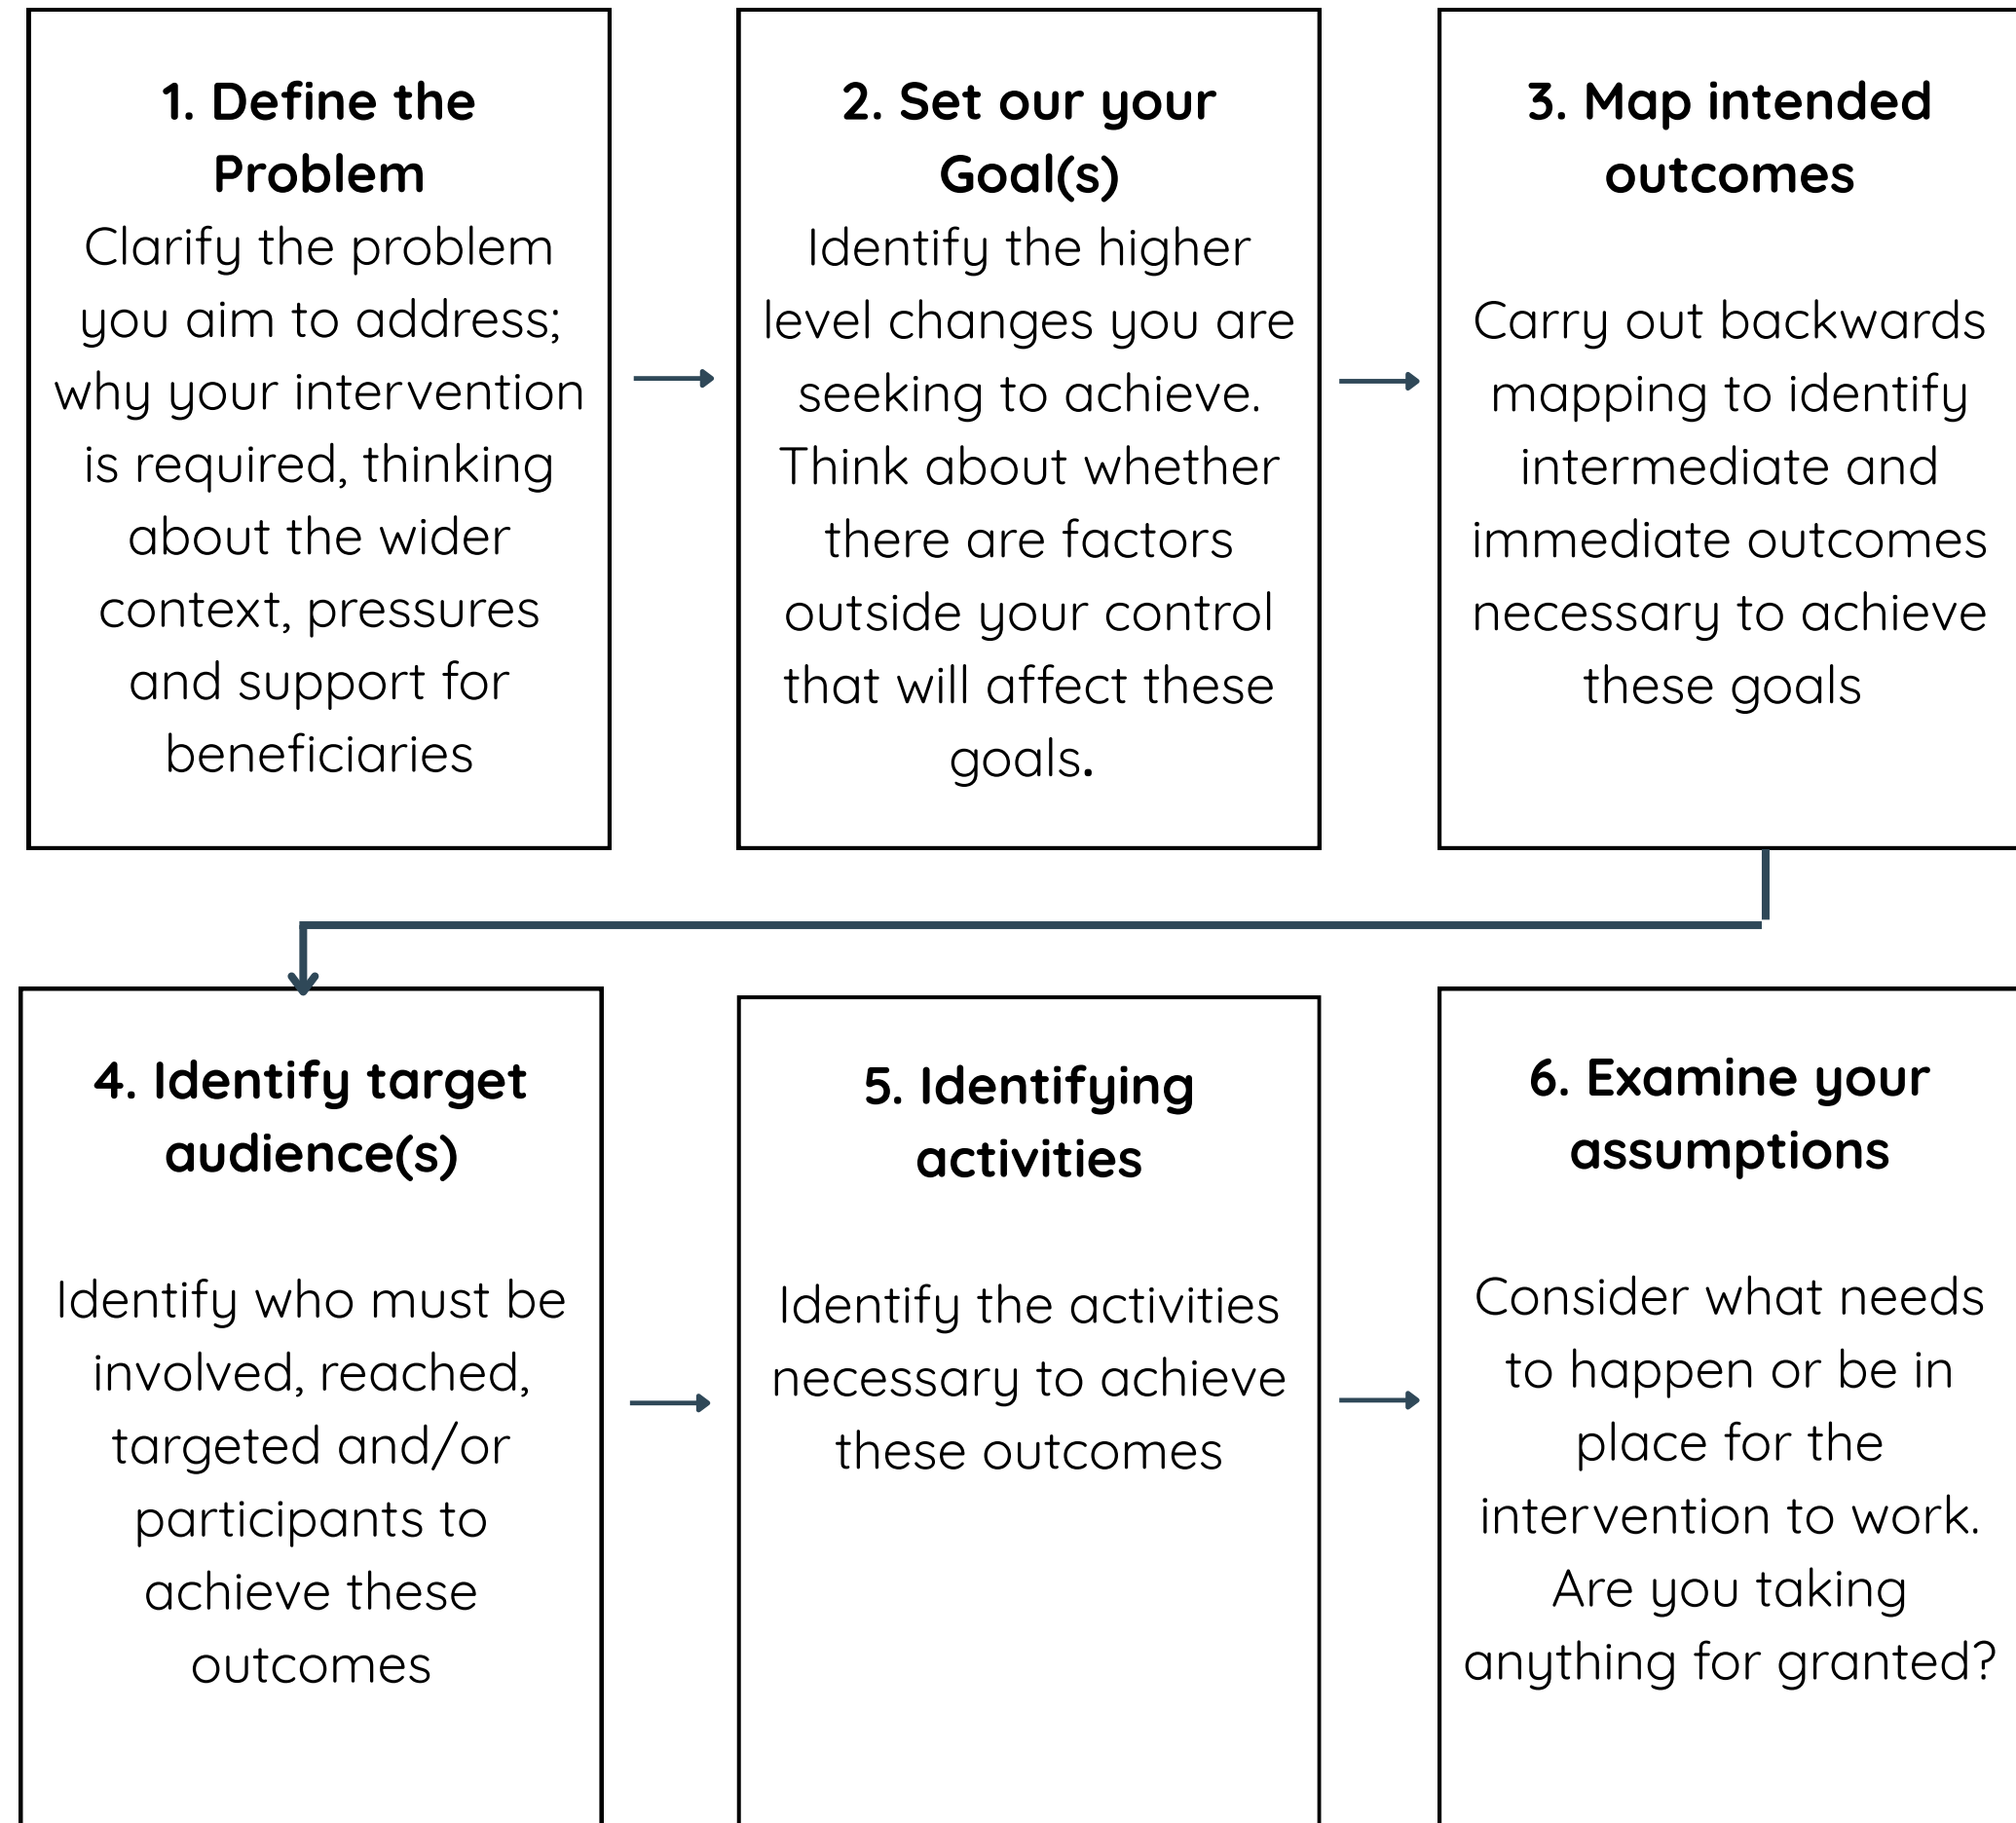 1. Define the
Problem
Clarify the problem
you aim to address;
why your intervention
is required, thinking
about the wider
context, pressures
and support for
beneficiaries
2. Set our your
Goal(s)
Identify the higher
level changes you are
seeking to achieve.
Think about whether
there are factors
outside your control
that will affect these
goals.
3. Map intended
outcomes
Carry out backwards
mapping to identify
intermediate and
immediate outcomes
necessary to achieve
these goals
4. Identify target
audience(s)
Identify who must be
involved, reached,
targeted and/or
participants to
achieve these
outcomes
5. Identifying
activities
Identify the activities
necessary to achieve
these outcomes
6. Examine your
assumptions
Consider what needs
to happen or be in
place for the
intervention to work.
Are you taking
anything for granted?